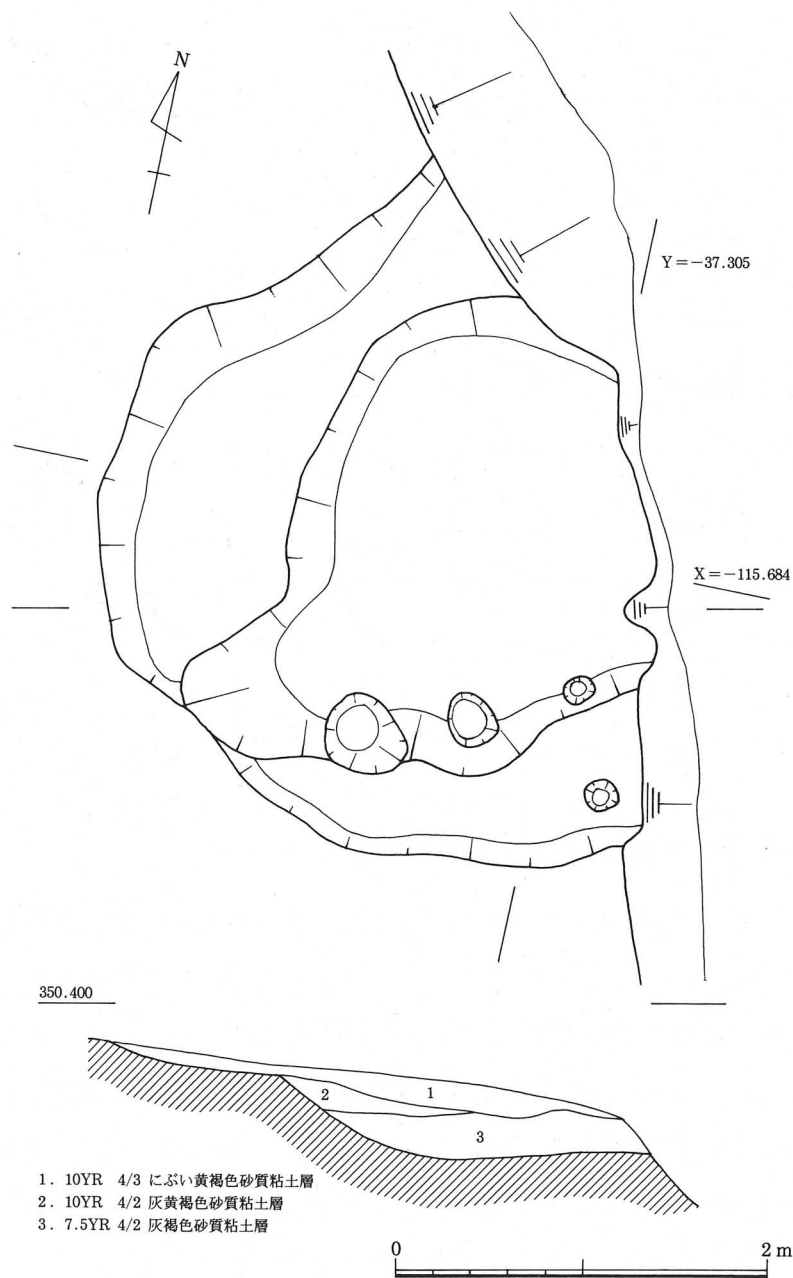 N
Y=-37.305
X=-115.684
350.400
1
2
3
1. 10YR 4/3 にぶい黄褐色砂質粘土層
2. 10YR 4/2 灰黄褐色砂質粘土層
3. 7.5YR 4/2 灰褐色砂質粘土層
0 2m